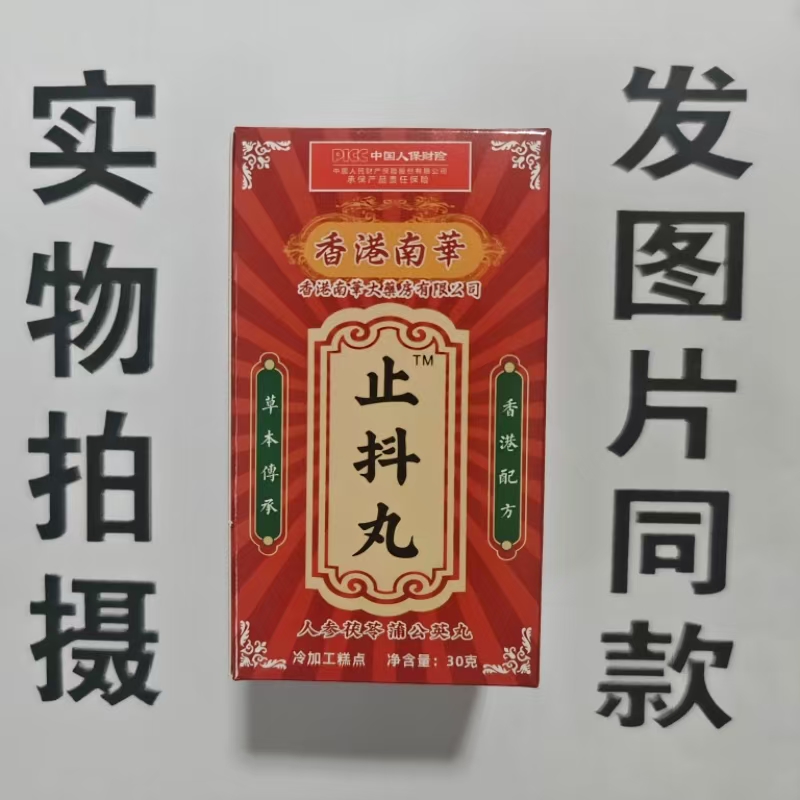 实物拍摄
PICC 中国人保财险
中国人民财产保险股份有限公司
承保产品责任保险
香港南華
香港南華大藥房有限公司
止抖丸 TM
草本傳承
香港配方
人参茯苓蒲公英丸
冷加工糕点 净含量：30克
发图片同款